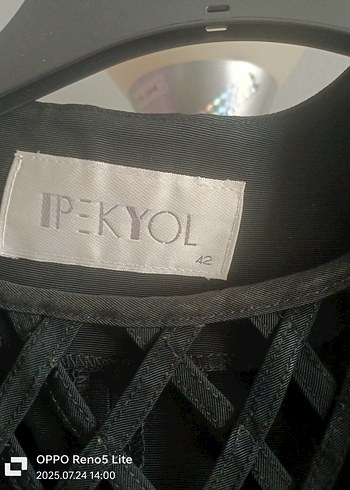 IPEKYOL
42
OPPO Reno5 Lite
2025.07.24 14:00